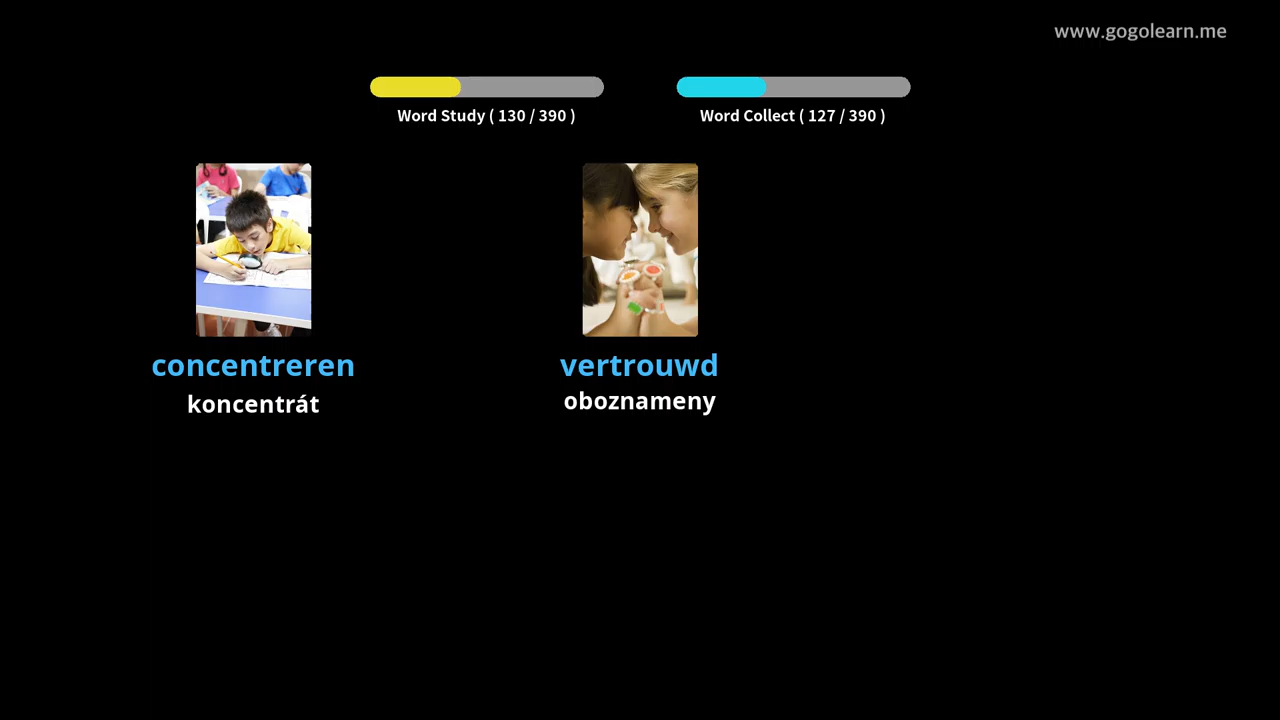 www.gogolearn.me
Word Study ( 130 / 390 )
Word Collect ( 127 / 390 )
concentreren
koncentrát
vertrouwd
oboznameny